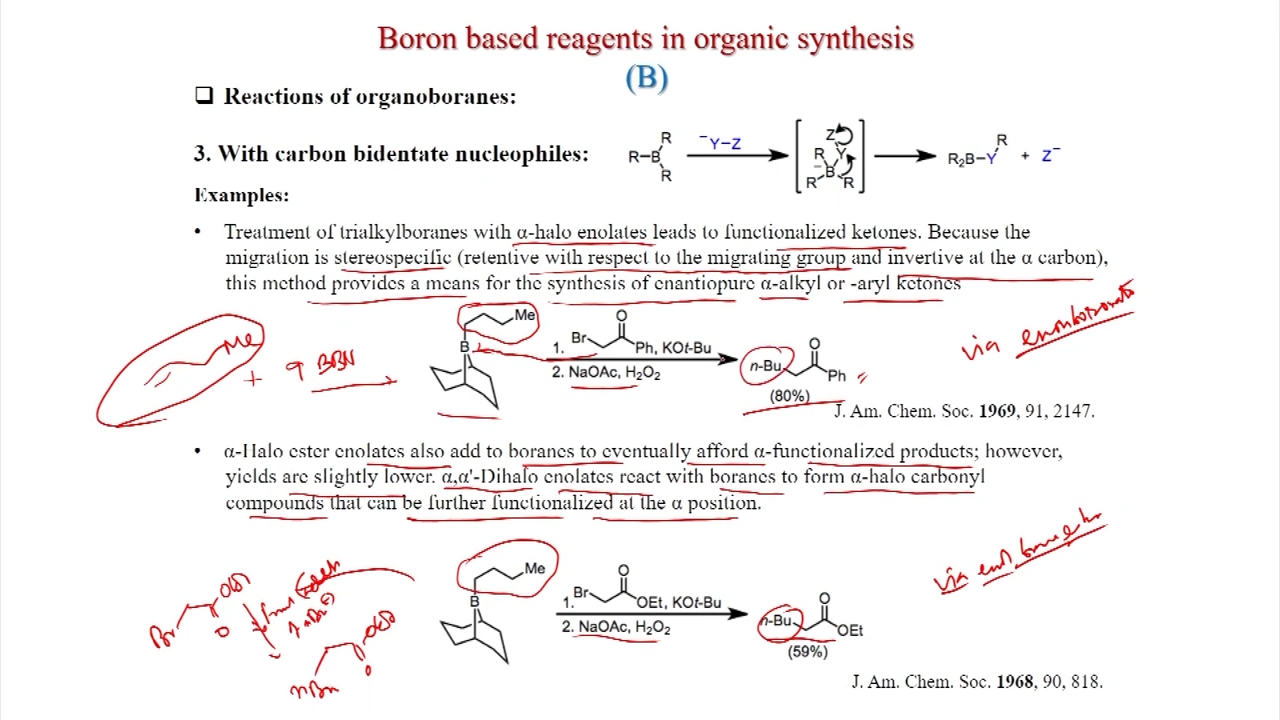 Boron based reagents in organic synthesis
(B)
❑ Reactions of organoboranes:
3. With carbon bidentate nucleophiles:
R–B
R
R
⁻Y–Z
Z
Y
R
B
R
R
R₂B–Y
R
+ Z⁻
Examples:
• Treatment of trialkylboranes with α-halo enolates leads to functionalized ketones. Because the
migration is stereospecific (retentive with respect to the migrating group and invertive at the α carbon),
this method provides a means for the synthesis of enantiopure α-alkyl or -aryl ketones
Me
+ 9 BBN
Me
B
O
1. Br Ph, KOt-Bu
2. NaOAc, H₂O₂
O
n-Bu Ph
(80%)
via
J. Am. Chem. Soc. 1969, 91, 2147.
• α-Halo ester enolates also add to boranes to eventually afford α-functionalized products; however,
yields are slightly lower. α,α'-Dihalo enolates react with boranes to form α-halo carbonyl
compounds that can be further functionalized at the α position.
Br
O
O
nBu
Me
B
O
1. Br OEt, KOt-Bu
2. NaOAc, H₂O₂
O
n-Bu OEt
(59%)
via
J. Am. Chem. Soc. 1968, 90, 818.